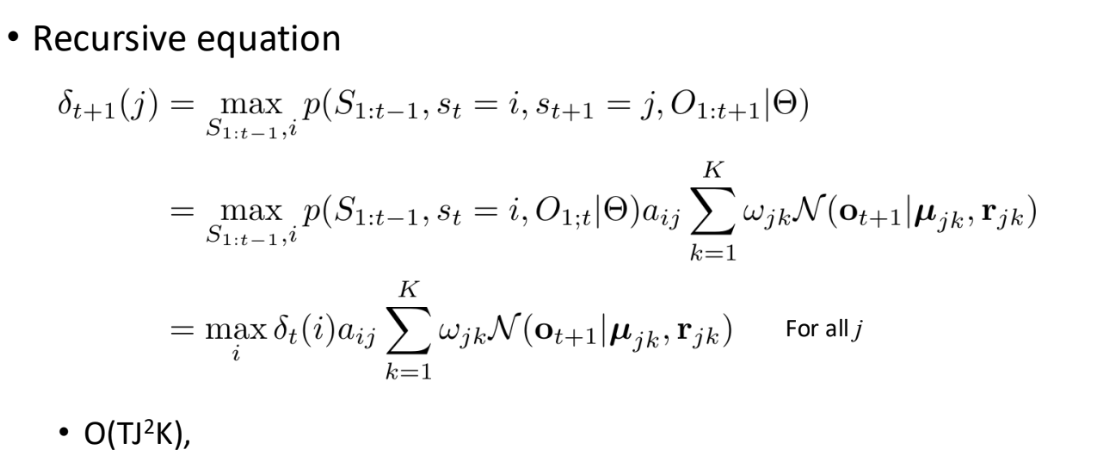 • Recursive equation
δ_{t+1}(j) = max_{S_{1:t−1},i} p(S_{1:t−1}, s_t = i, s_{t+1} = j, O_{1:t+1}|Θ)
= max_{S_{1:t−1},i} p(S_{1:t−1}, s_t = i, O_{1;t}|Θ)a_{ij} ∑_{k=1}^{K} ω_{jk}𝒩(𝐨_{t+1}|𝝁_{jk}, 𝐫_{jk})
= max_i δ_t(i)a_{ij} ∑_{k=1}^{K} ω_{jk}𝒩(𝐨_{t+1}|𝝁_{jk}, 𝐫_{jk}) For all j
• O(TJ²K),